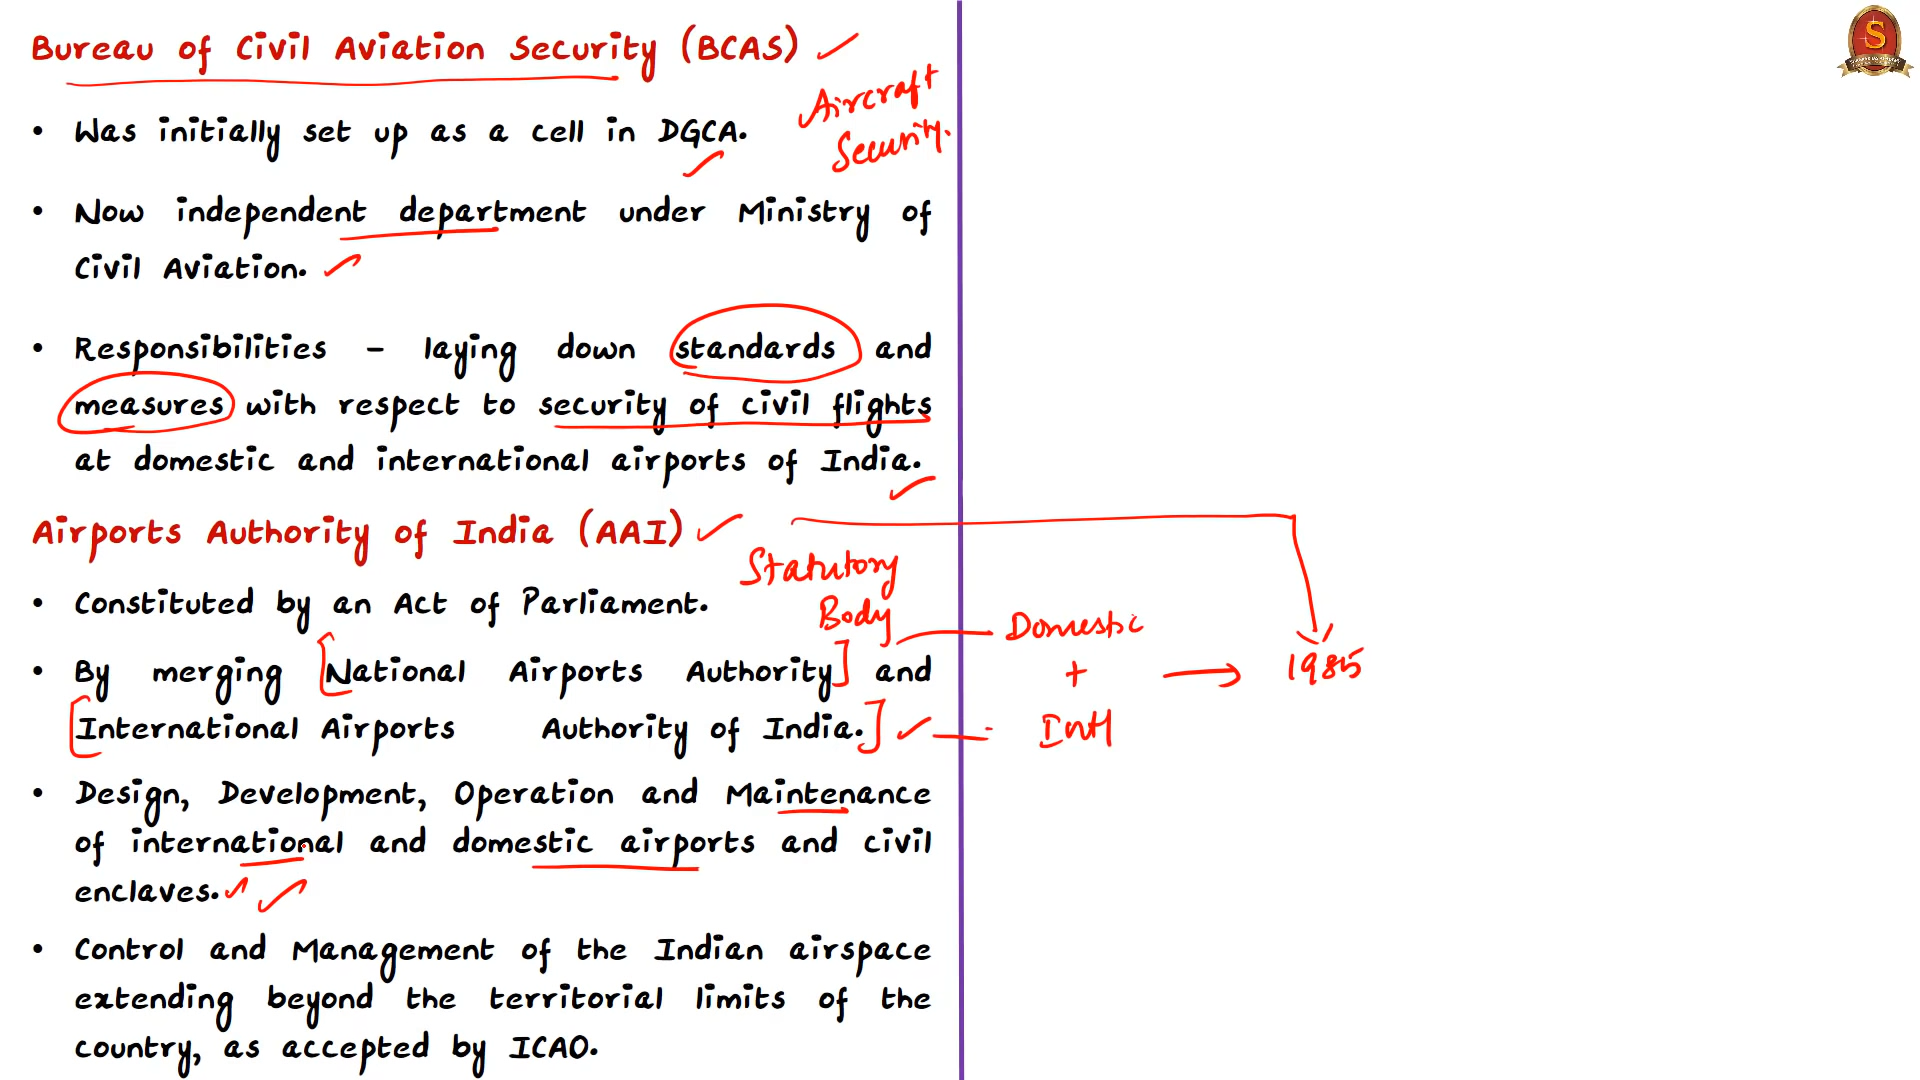 Bureau of Civil Aviation Security (BCAS)
Aircraft
Security.
• Was initially set up as a cell in DGCA.
• Now independent department under Ministry of
Civil Aviation.
• Responsibilities – laying down standards and
measures with respect to security of civil flights
at domestic and international airports of India.
Airports Authority of India (AAI)
Statutory
Body
• Constituted by an Act of Parliament.
• By merging [National Airports Authority] and
[International Airports Authority of India.]
Domestic
+
Intl
→ 1985
• Design, Development, Operation and Maintenance
of international and domestic airports and civil
enclaves.
• Control and Management of the Indian airspace
extending beyond the territorial limits of the
country, as accepted by ICAO.
S